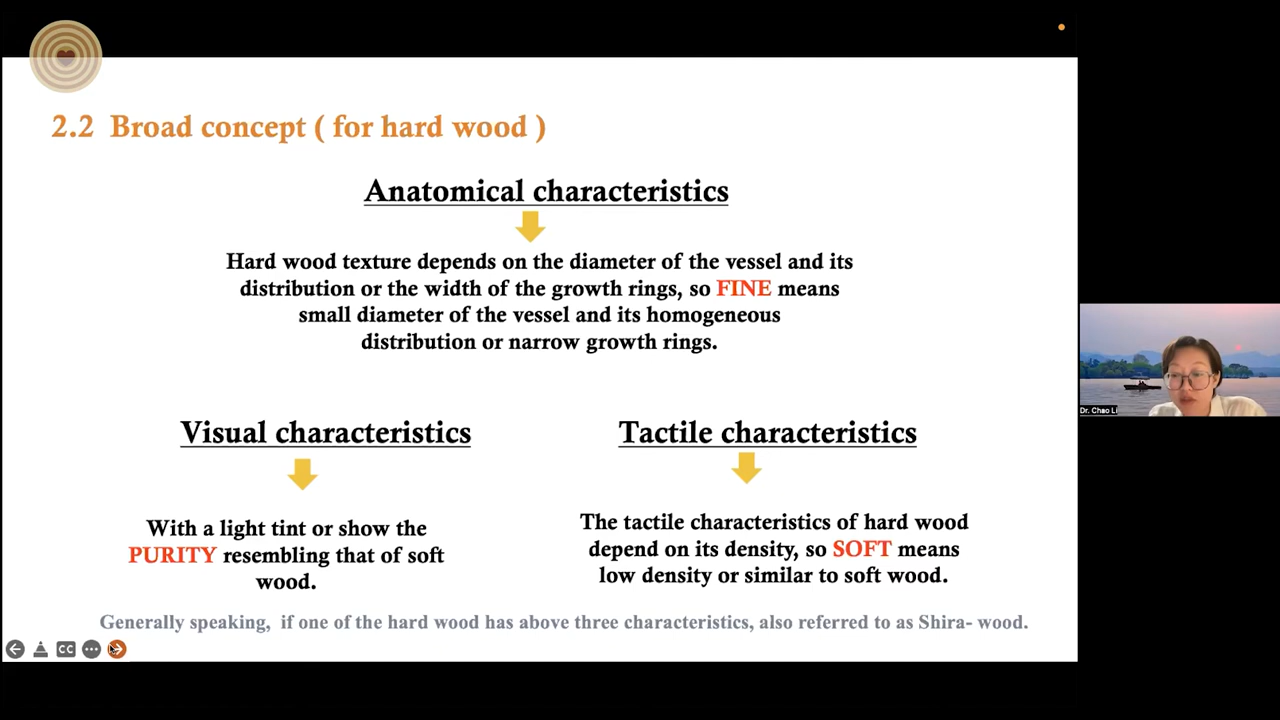 2.2 Broad concept ( for hard wood )
Anatomical characteristics
Hard wood texture depends on the diameter of the vessel and its
distribution or the width of the growth rings, so FINE means
small diameter of the vessel and its homogeneous
distribution or narrow growth rings.
Visual characteristics
With a light tint or show the
PURITY resembling that of soft
wood.
Tactile characteristics
The tactile characteristics of hard wood
depend on its density, so SOFT means
low density or similar to soft wood.
Generally speaking, if one of the hard wood has above three characteristics, also referred to as Shira- wood.
CC
Dr. Chao Li